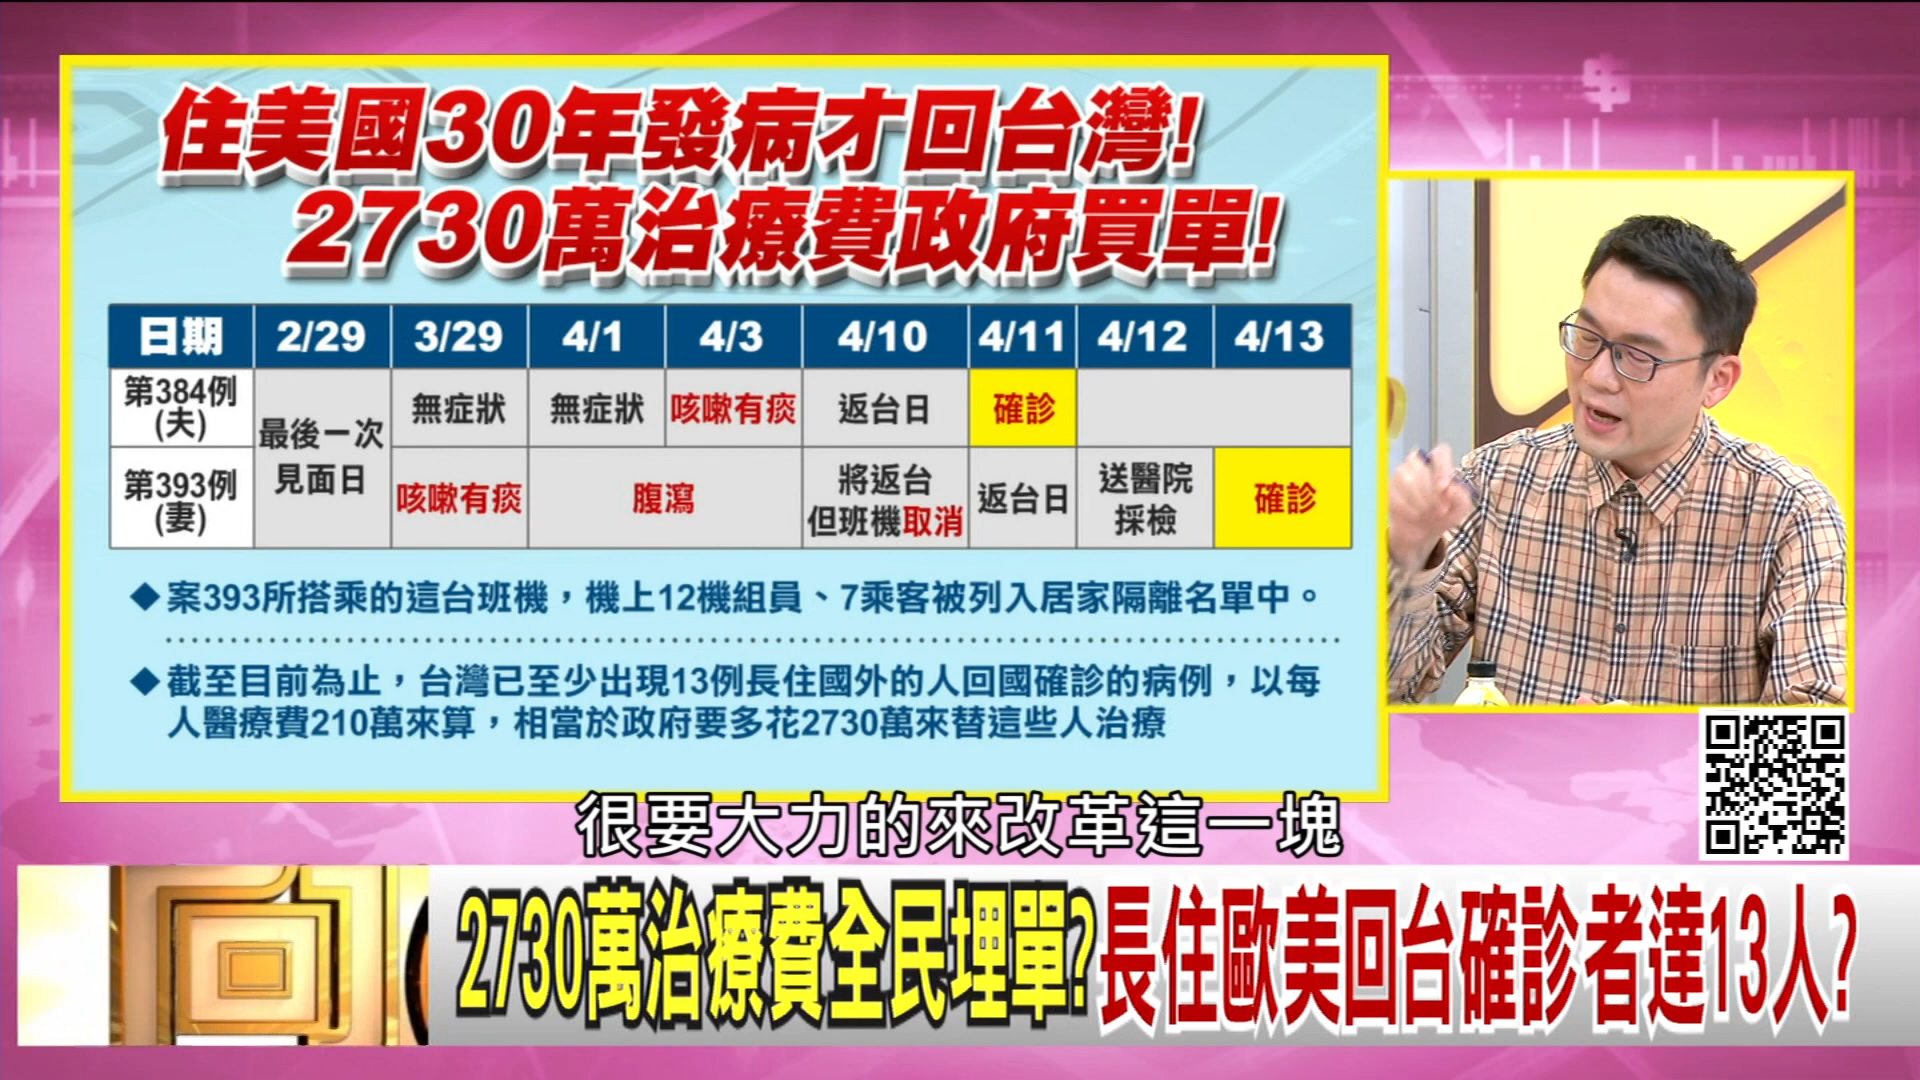 住美國30年發病才回台灣!
2730萬治療費政府買單!
日期 2/29 3/29 4/1 4/3 4/10 4/11 4/12 4/13
第384例
(夫)
最後一次
見面日
無症狀 無症狀 咳嗽有痰 返台日 確診
第393例
(妻)
咳嗽有痰 腹瀉
將返台
但班機取消
返台日
送醫院
採檢
確診
◆案393所搭乘的這台班機，機上12機組員、7乘客被列入居家隔離名單中。
◆截至目前為止，台灣已至少出現13例長住國外的人回國確診的病例，以每
人醫療費210萬來算，相當於政府要多花2730萬來替這些人治療
很要大力的來改革這一塊
2730萬治療費全民埋單?長住歐美回台確診者達13人?